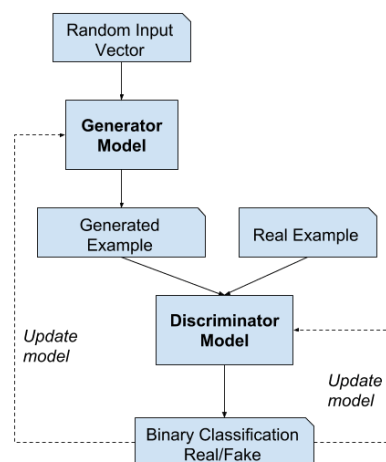 Random Input
Vector
Generator
Model
Generated
Example
Real Example
Discriminator
Model
Update
model
Update
model
Binary Classification
Real/Fake